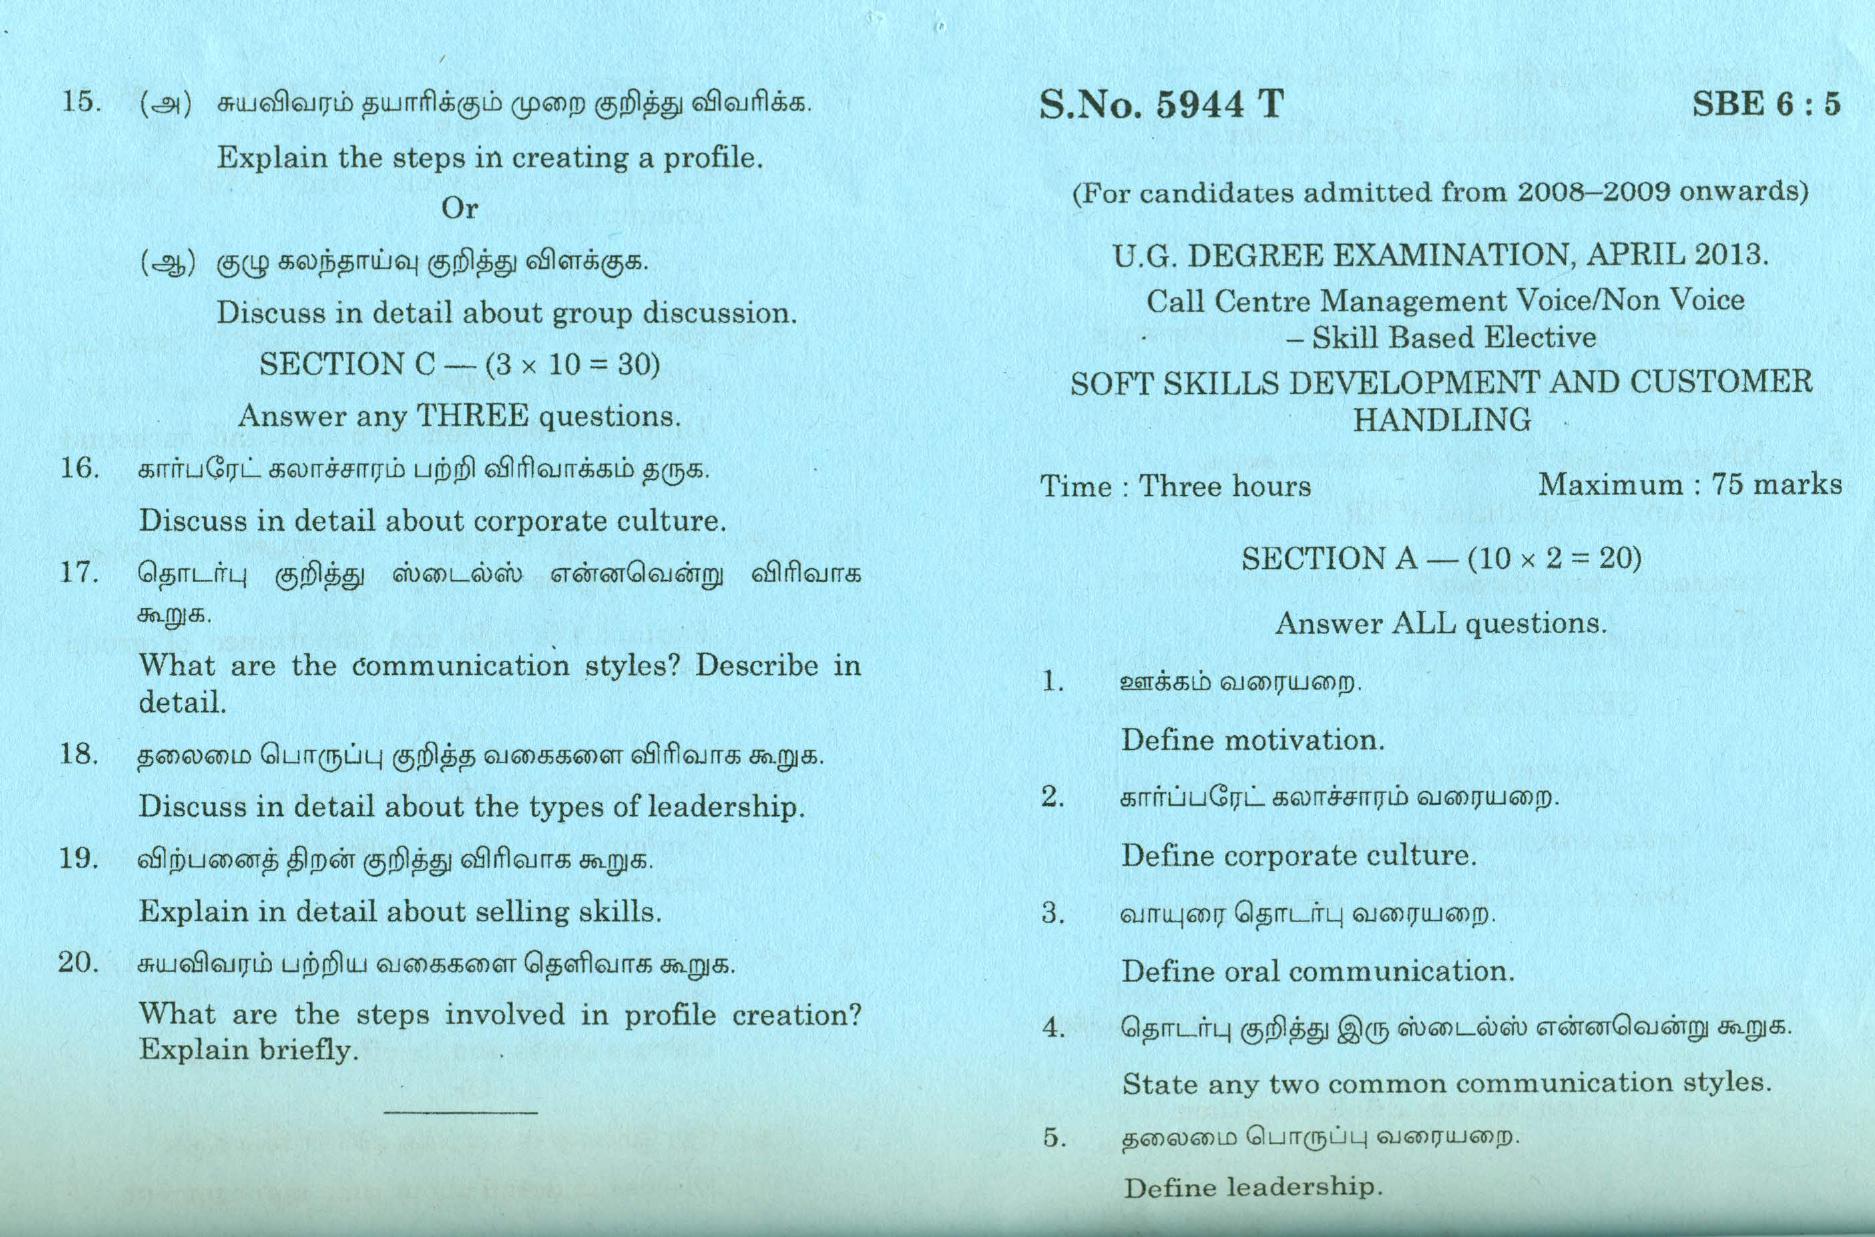 15. (அ) சுயவிவரம் தயாரிக்கும் முறை குறித்து விவரிக்க.
Explain the steps in creating a profile.
Or
(ஆ) குழு கலந்தாய்வு குறித்து விளக்குக.
Discuss in detail about group discussion.
SECTION C — (3 × 10 = 30)
Answer any THREE questions.
16. கார்பரேட் கலாச்சாரம் பற்றி விரிவாக்கம் தருக.
Discuss in detail about corporate culture.
17. தொடர்பு குறித்து ஸ்டைல்ஸ் என்னவென்று விரிவாக
கூறுக.
What are the communication styles? Describe in
detail.
18. தலைமை பொருப்பு குறித்த வகைகளை விரிவாக கூறுக.
Discuss in detail about the types of leadership.
19. விற்பனைத் திறன் குறித்து விரிவாக கூறுக.
Explain in detail about selling skills.
20. சுயவிவரம் பற்றிய வகைகளை தெளிவாக கூறுக.
What are the steps involved in profile creation?
Explain briefly.
S.No. 5944 T SBE 6 : 5
(For candidates admitted from 2008–2009 onwards)
U.G. DEGREE EXAMINATION, APRIL 2013.
Call Centre Management Voice/Non Voice
– Skill Based Elective
SOFT SKILLS DEVELOPMENT AND CUSTOMER
HANDLING
Time : Three hours Maximum : 75 marks
SECTION A — (10 × 2 = 20)
Answer ALL questions.
1. ஊக்கம் வரையறை.
Define motivation.
2. கார்ப்பரேட் கலாச்சாரம் வரையறை.
Define corporate culture.
3. வாயுரை தொடர்பு வரையறை.
Define oral communication.
4. தொடர்பு குறித்து இரு ஸ்டைல்ஸ் என்னவென்று கூறுக.
State any two common communication styles.
5. தலைமை பொருப்பு வரையறை.
Define leadership.